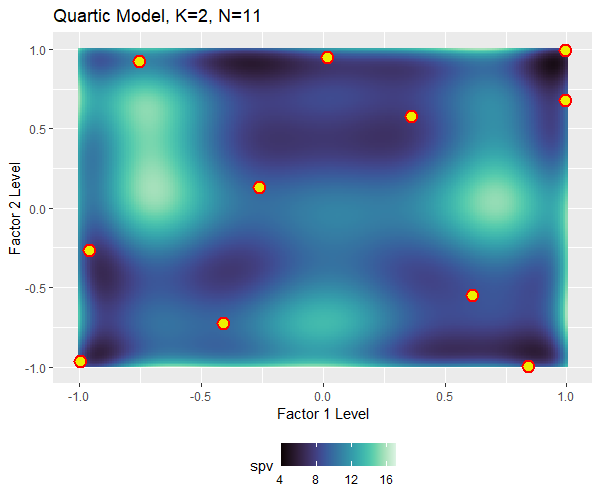 Quartic Model, K=2, N=11
Factor 2 Level
1.0
0.5
0.0
-0.5
-1.0
-1.0 -0.5 0.0 0.5 1.0
Factor 1 Level
spv
4 8 12 16